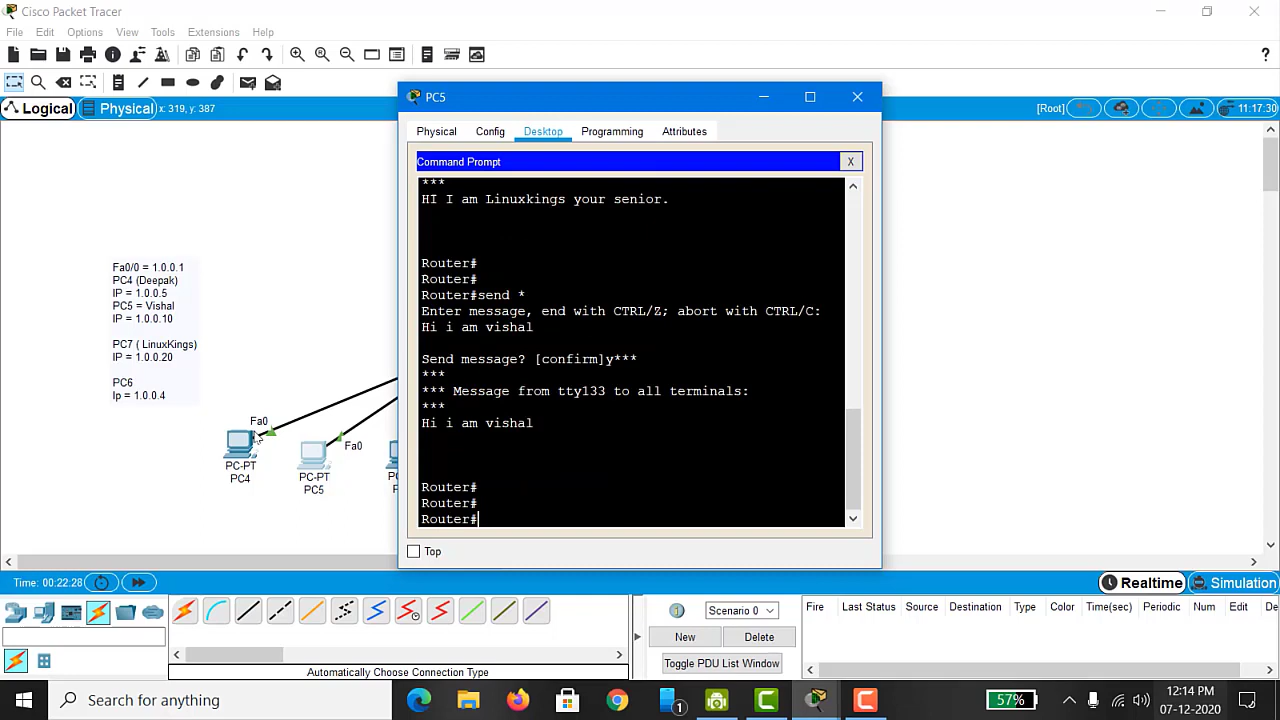 Cisco Packet Tracer
File Edit Options View Tools Extensions Help
?
Logical Physical x: 319, y: 387 [Root] 11:17:30
PC5
Physical Config Desktop Programming Attributes
Command Prompt X
***
HI I am Linuxkings your senior.
Router#
Router#
Router#send *
Enter message, end with CTRL/Z; abort with CTRL/C:
Hi i am vishal
Send message? [confirm]y***
***
*** Message from tty133 to all terminals:
***
Hi i am vishal
Router#
Router#
Router#
Top
Fa0/0 = 1.0.0.1
PC4 (Deepak)
IP = 1.0.0.5
PC5 = Vishal
IP = 1.0.0.10
PC7 ( LinuxKings)
IP = 1.0.0.20
PC6
Ip = 1.0.0.4
Fa0
Fa0
PC-PT
PC4
PC-PT
PC5
Time: 00:22:28 Realtime Simulation
Scenario 0
New Delete
Toggle PDU List Window
Fire Last Status Source Destination Type Color Time(sec) Periodic Num Edit De
Automatically Choose Connection Type
Search for anything
1
57%
12:14 PM
07-12-2020